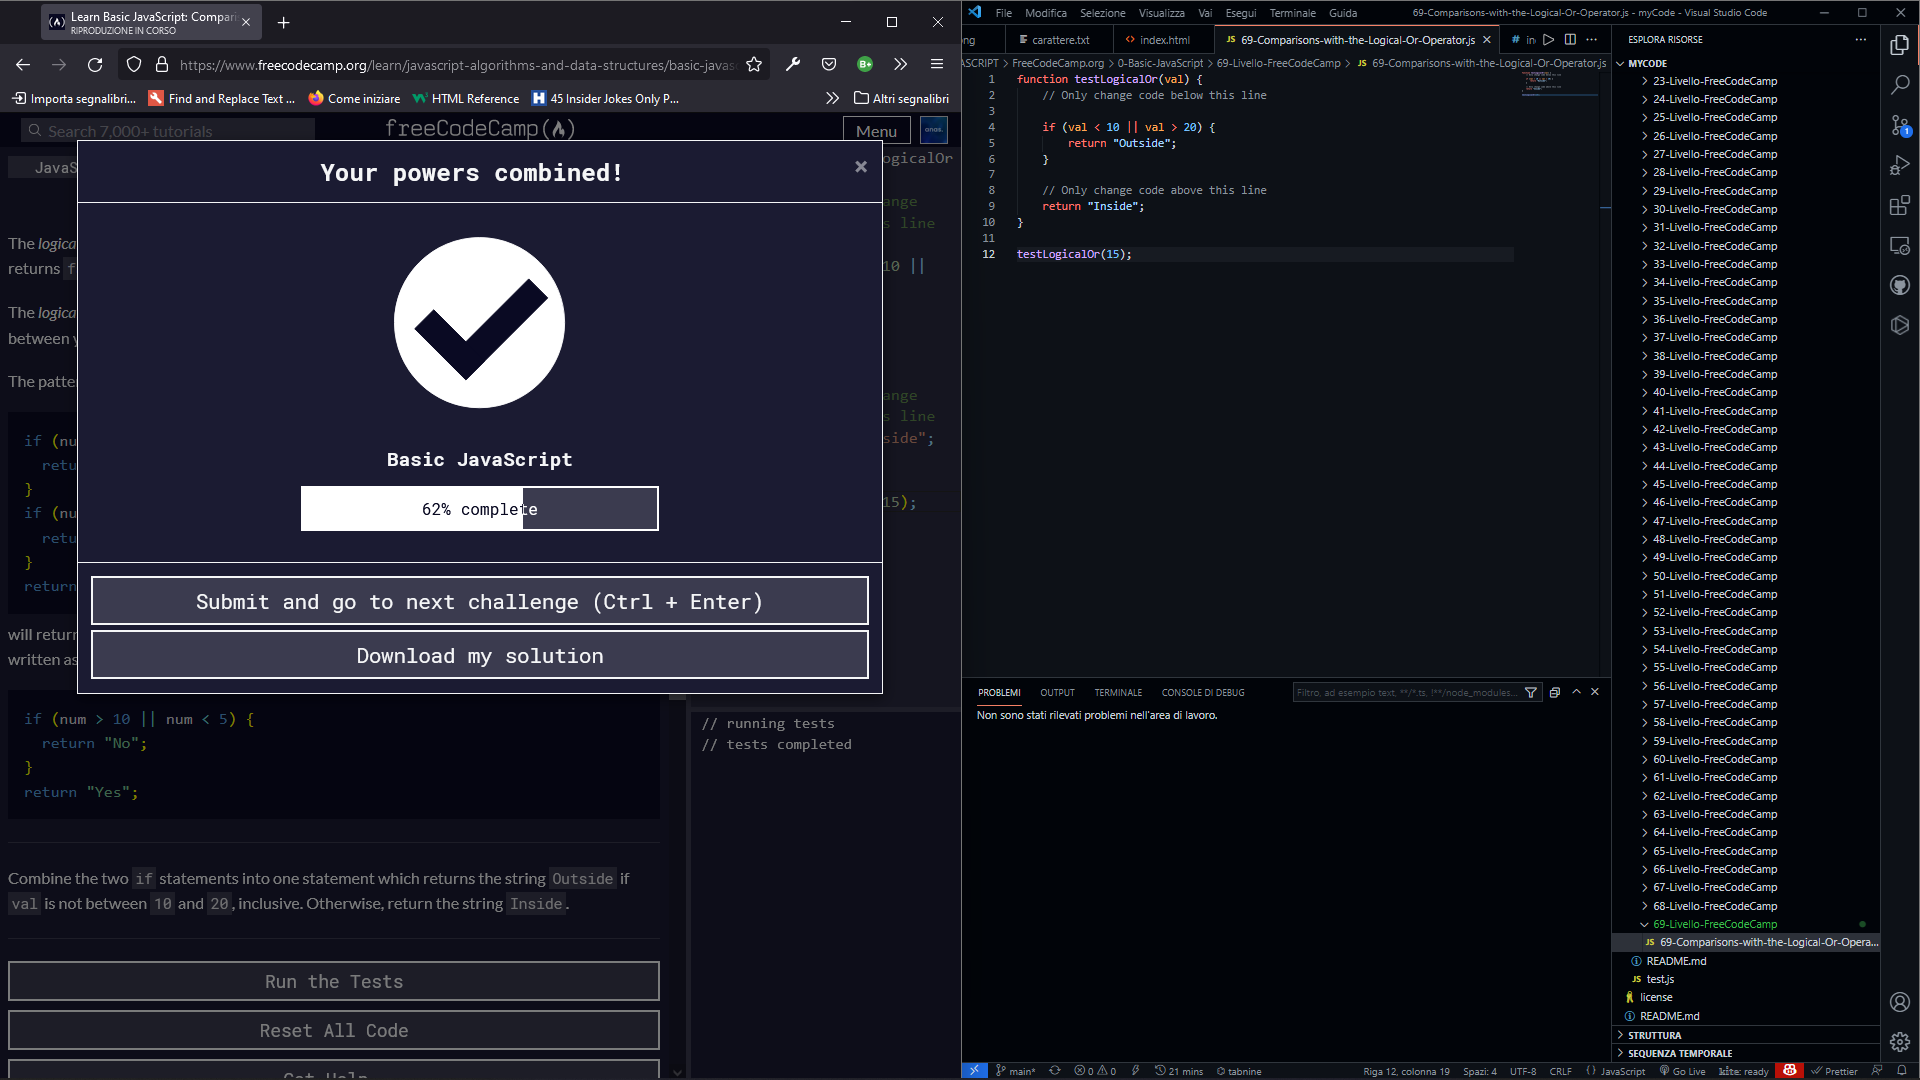 Learn Basic JavaScript: Compari
RIPRODUZIONE IN CORSO
https://www.freecodecamp.org/learn/javascript-algorithms-and-data-structures/basic-javas
Importa segnalibri...
Find and Replace Text ...
Come iniziare
HTML Reference
45 Insider Jokes Only P...
Altri segnalibri
Search 7,000+ tutorials
freeCodeCamp
Menu
JavaS
Your powers combined!
×
ogicalOr
ange
s line
10 ||
The logica
returns f
The logica
between y
The patte
ange
s line
side";
15);
if (nu
retu
}
if (nu
retu
}
return
Basic JavaScript
62% complete
Submit and go to next challenge (Ctrl + Enter)
Download my solution
will return
written as
if (num > 10 || num < 5) {
return "No";
}
return "Yes";
// running tests
// tests completed
Combine the two if statements into one statement which returns the string Outside if
val is not between 10 and 20, inclusive. Otherwise, return the string Inside.
Run the Tests
Reset All Code
Get Help
File Modifica Selezione Visualizza Vai Esegui Terminale Guida
69-Comparisons-with-the-Logical-Or-Operator.js - myCode - Visual Studio Code
ng
carattere.txt
index.html
JS 69-Comparisons-with-the-Logical-Or-Operator.js
# in
ASCRIPT > FreeCodeCamp.org > 0-Basic-JavaScript > 69-Livello-FreeCodeCamp > JS 69-Comparisons-with-the-Logical-Or-Operator.js
1 function testLogicalOr(val) {
2 // Only change code below this line
3
4 if (val < 10 || val > 20) {
5 return "Outside";
6 }
7
8 // Only change code above this line
9 return "Inside";
10 }
11
12 testLogicalOr(15);
PROBLEMI OUTPUT TERMINALE CONSOLE DI DEBUG
Filtro, ad esempio text, **/*.ts, !**/node_modules...
Non sono stati rilevati problemi nell'area di lavoro.
ESPLORA RISORSE
MYCODE
23-Livello-FreeCodeCamp
24-Livello-FreeCodeCamp
25-Livello-FreeCodeCamp
26-Livello-FreeCodeCamp
27-Livello-FreeCodeCamp
28-Livello-FreeCodeCamp
29-Livello-FreeCodeCamp
30-Livello-FreeCodeCamp
31-Livello-FreeCodeCamp
32-Livello-FreeCodeCamp
33-Livello-FreeCodeCamp
34-Livello-FreeCodeCamp
35-Livello-FreeCodeCamp
36-Livello-FreeCodeCamp
37-Livello-FreeCodeCamp
38-Livello-FreeCodeCamp
39-Livello-FreeCodeCamp
40-Livello-FreeCodeCamp
41-Livello-FreeCodeCamp
42-Livello-FreeCodeCamp
43-Livello-FreeCodeCamp
44-Livello-FreeCodeCamp
45-Livello-FreeCodeCamp
46-Livello-FreeCodeCamp
47-Livello-FreeCodeCamp
48-Livello-FreeCodeCamp
49-Livello-FreeCodeCamp
50-Livello-FreeCodeCamp
51-Livello-FreeCodeCamp
52-Livello-FreeCodeCamp
53-Livello-FreeCodeCamp
54-Livello-FreeCodeCamp
55-Livello-FreeCodeCamp
56-Livello-FreeCodeCamp
57-Livello-FreeCodeCamp
58-Livello-FreeCodeCamp
59-Livello-FreeCodeCamp
60-Livello-FreeCodeCamp
61-Livello-FreeCodeCamp
62-Livello-FreeCodeCamp
63-Livello-FreeCodeCamp
64-Livello-FreeCodeCamp
65-Livello-FreeCodeCamp
66-Livello-FreeCodeCamp
67-Livello-FreeCodeCamp
68-Livello-FreeCodeCamp
69-Livello-FreeCodeCamp
JS 69-Comparisons-with-the-Logical-Or-Opera...
README.md
JS test.js
license
README.md
STRUTTURA
SEQUENZA TEMPORALE
main* 0 0 21 mins tabnine
Riga 12, colonna 19 Spazi: 4 UTF-8 CRLF JavaScript Go Live kite: ready Prettier